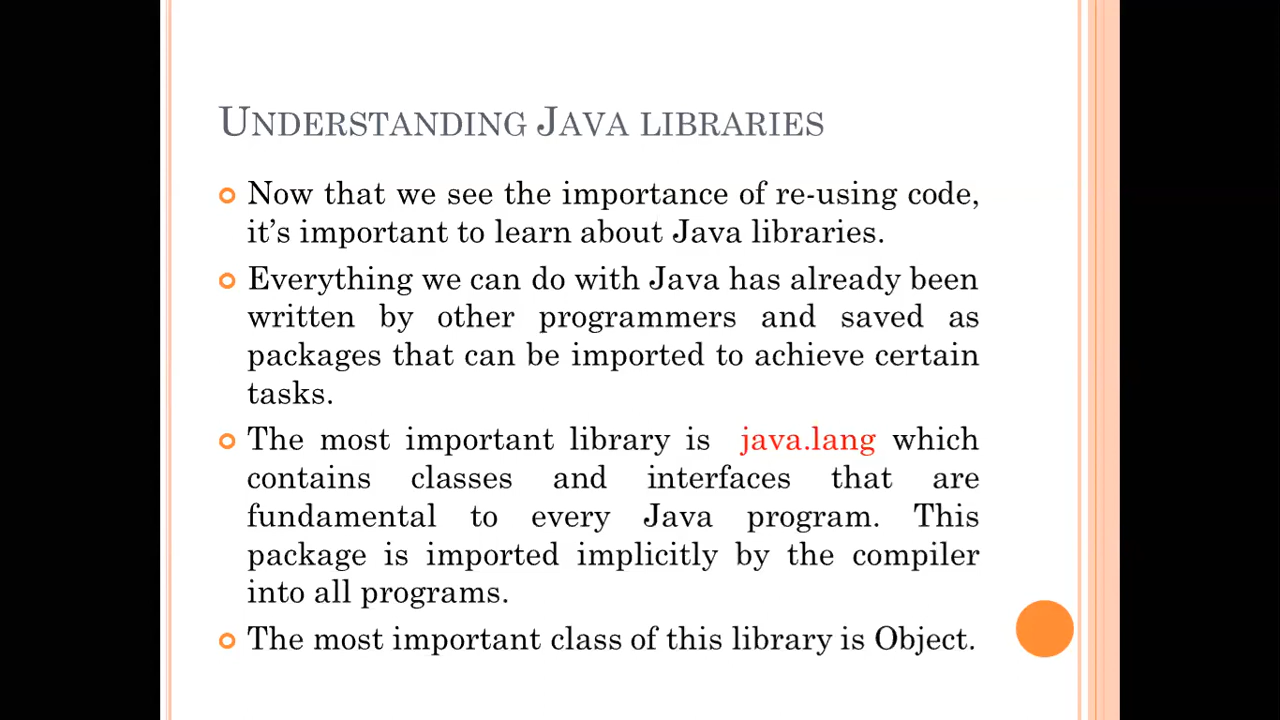 UNDERSTANDING JAVA LIBRARIES
Now that we see the importance of re-using code,
it's important to learn about Java libraries.
Everything we can do with Java has already been
written by other programmers and saved as
packages that can be imported to achieve certain
tasks.
The most important library is java.lang which
contains classes and interfaces that are
fundamental to every Java program. This
package is imported implicitly by the compiler
into all programs.
The most important class of this library is Object.